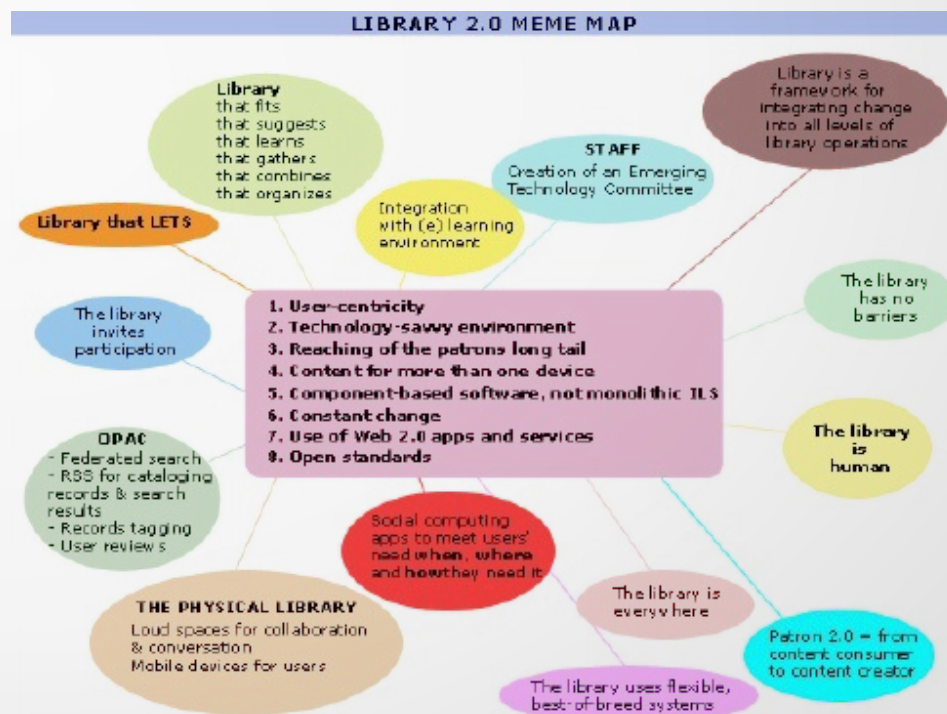 LIBRARY 2.0 MEME MAP
Library
that fits
that suggests
that learns
that gathers
that combines
that organizes
Library is a
framework for
integrating change
into all levels of
library operations
STAFF
Creation of an Emerging
Technology Committee
Integration
with (e) learning
environment
Library that LETS
The library
invites
participation
The library
has no
barriers
1. User-centricity
2. Technology-savvy environment
3. Reaching of the patrons long tail
4. Content for more than one device
5. Component-based software, not monolithic ILS
6. Constant change
7. Use of Web 2.0 apps and services
8. Open standards
The library
is
human
OPAC
- Federated search
- RSS for cataloging
records & search
results
- Records tagging
- User reviews
Social computing
apps to meet users'
need when, where
and how they need it
THE PHYSICAL LIBRARY
Loud spaces for collaboration
& conversation
Mobile devices for users
The library is
everywhere
Patron 2.0 = from
content consumer
to content creator
The library uses flexible,
best-of-breed systems